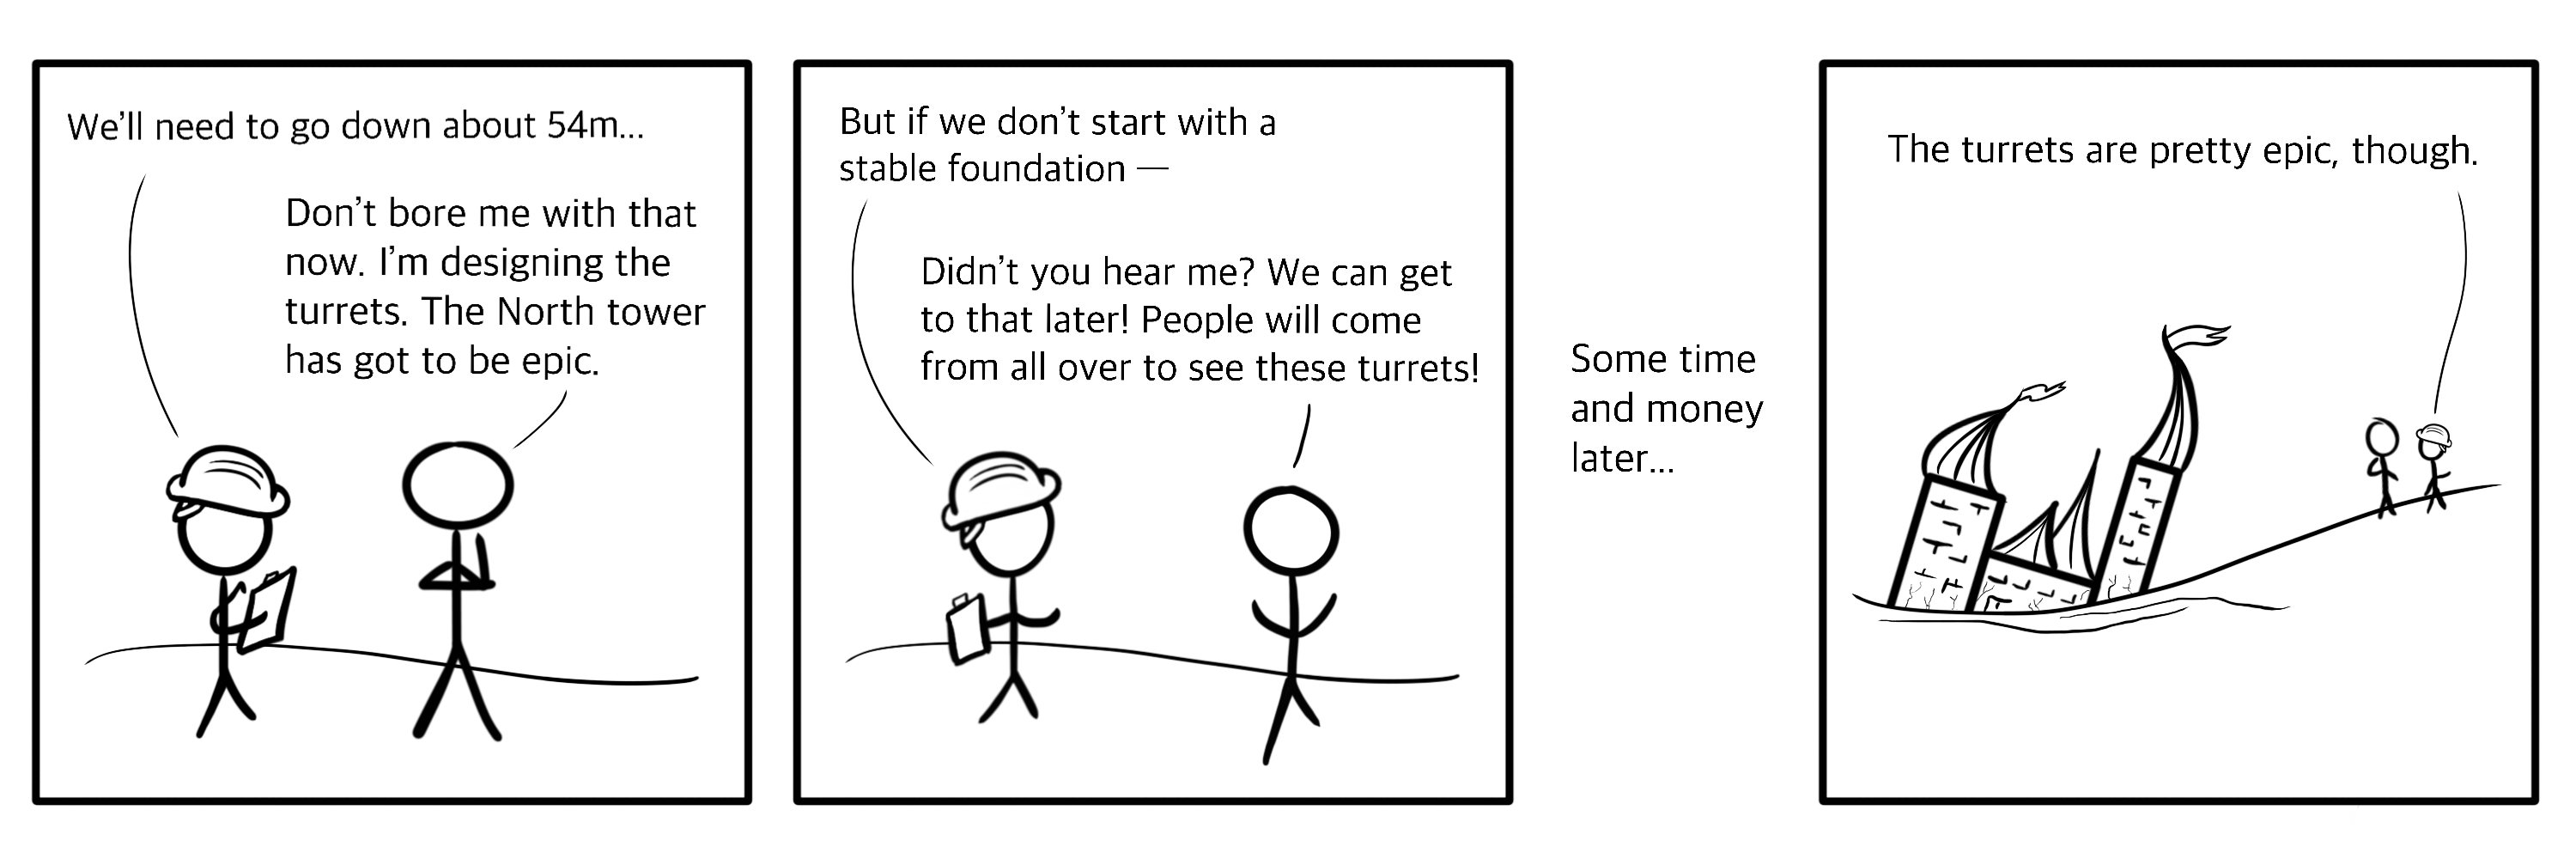 We'll need to go down about 54m...
Don't bore me with that
now. I'm designing the
turrets. The North tower
has got to be epic.
But if we don't start with a
stable foundation —
Didn't you hear me? We can get
to that later! People will come
from all over to see these turrets!
Some time
and money
later...
The turrets are pretty epic, though.